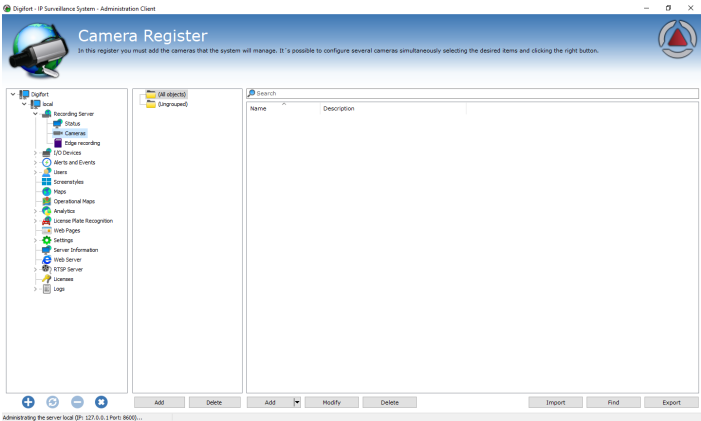 Digifort - IP Surveillance System - Administration Client
Camera Register
In this register you must add the cameras that the system will manage. It`s possible to configure several cameras simultaneously selecting the desired items and clicking the right button.
Digifort
local
Recording Server
Status
Cameras
Edge recording
I/O Devices
Alerts and Events
Users
Screenstyles
Maps
Operational Maps
Analytics
License Plate Recognition
Web Pages
Settings
Server Information
Web Server
RTSP Server
Licenses
Logs
(All objects)
(Ungrouped)
Search
Name Description
Add Delete Add Modify Delete Import Find Export
Administrating the server local (IP: 127.0.0.1 Port: 8600)...